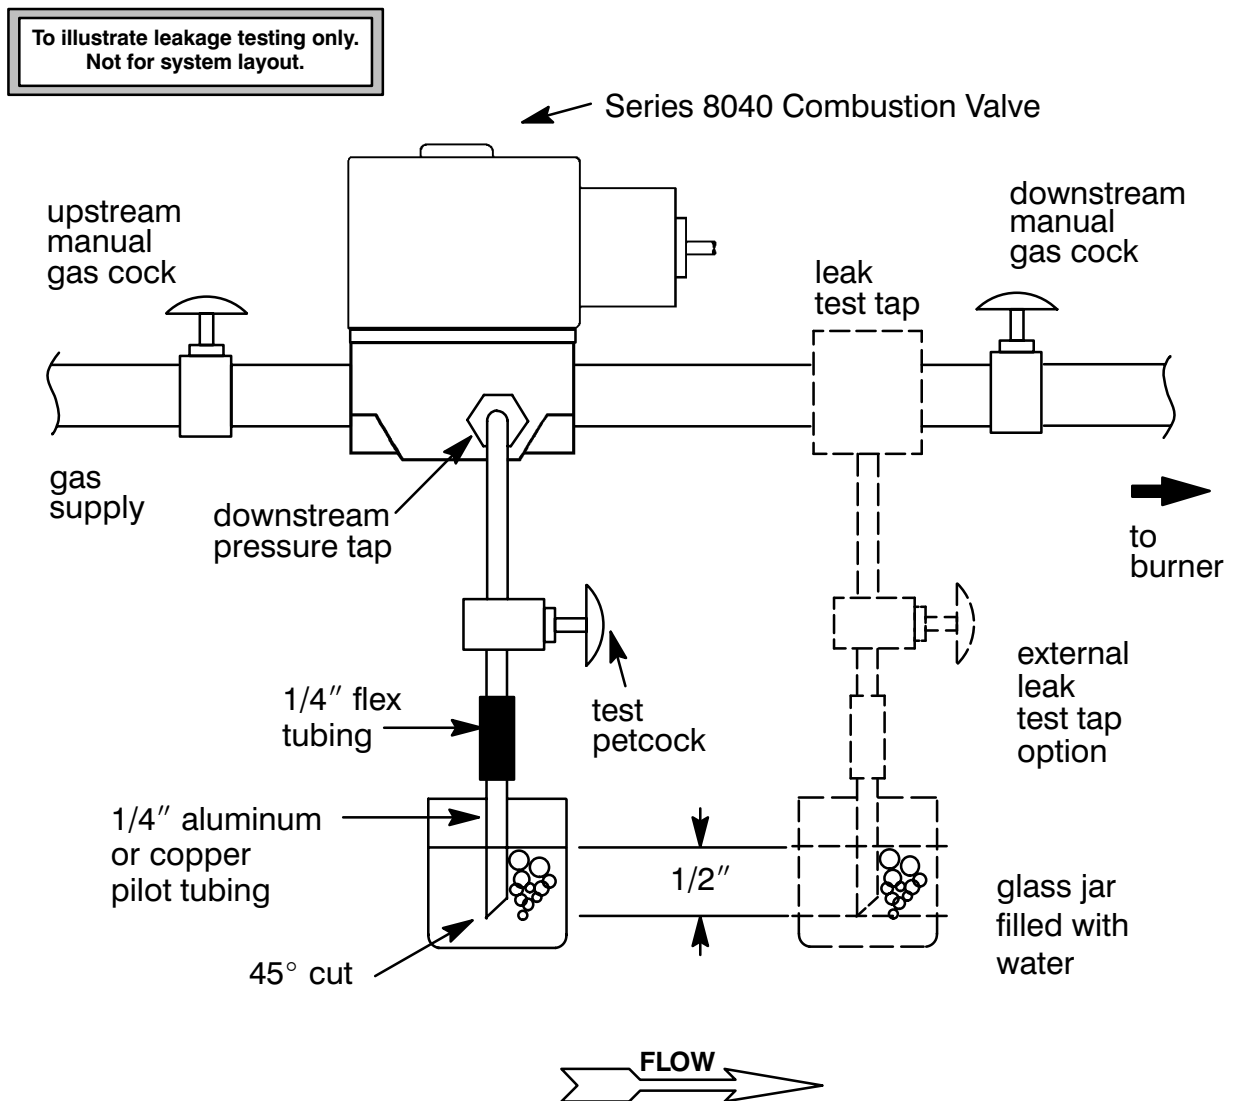 To illustrate leakage testing only.
Not for system layout.
Series 8040 Combustion Valve
upstream
manual
gas cock
downstream
manual
gas cock
leak
test tap
gas
supply
downstream
pressure tap
to
burner
1/4″ flex
tubing
test
petcock
external
leak
test tap
option
1/4″ aluminum
or copper
pilot tubing
1/2″
glass jar
filled with
water
45° cut
FLOW